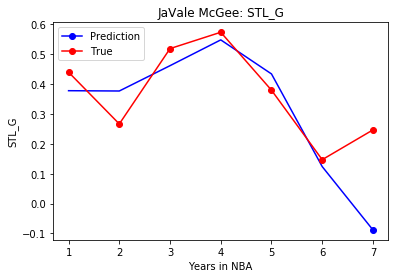 JaVale McGee: STL_G
Prediction
True
0.6
0.5
0.4
0.3
0.2
0.1
0.0
−0.1
STL_G
1 2 3 4 5 6 7
Years in NBA